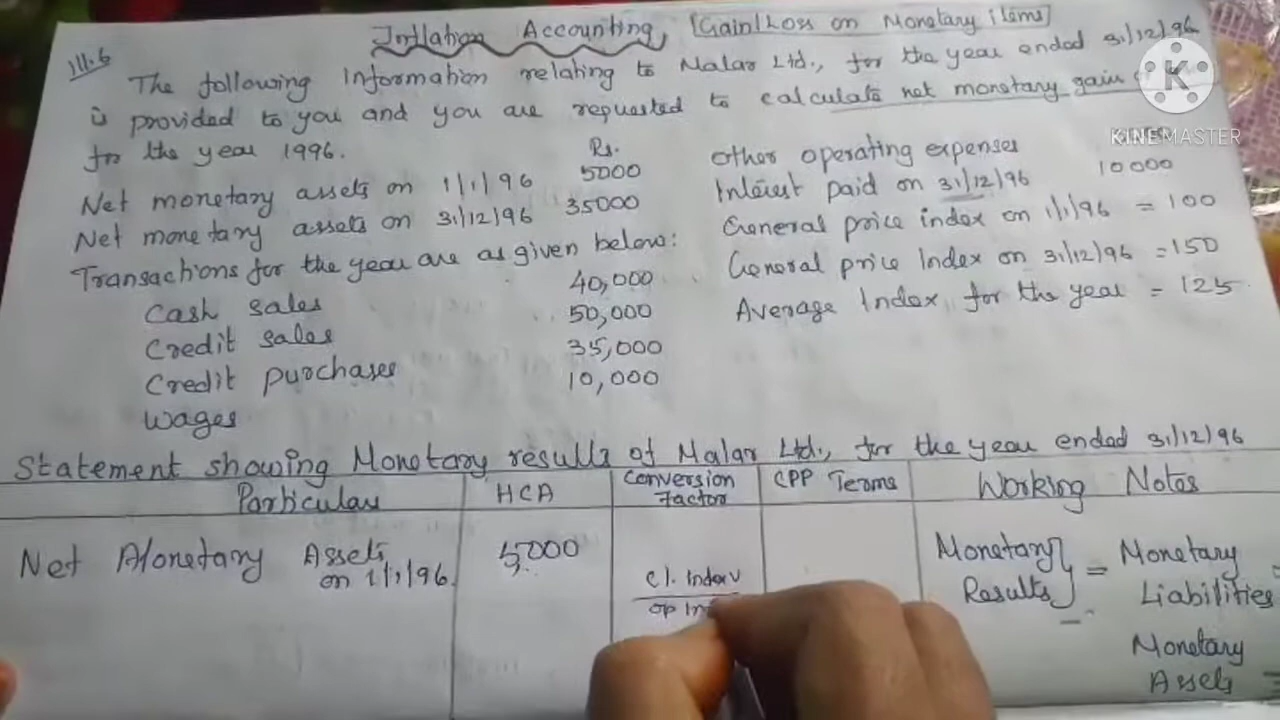 Inflation Accounting, [Gain/Loss on Monetary items]
Ill.6
The following Information relating to Malar Ltd., for the year ended 31/12/96
is provided to you and you are requested to calculate net monetary gain
for the year 1996.
Rs.
Net monetary assets on 1/1/96 5000
Net monetary assets on 31/12/96 35000
Transactions for the year are as given below:
Cash sales 40,000
Credit sales 50,000
Credit purchases 35,000
Wages 10,000
Other operating expenses
Interest paid on 31/12/96 10000
General price index on 1/1/96 = 100
General price Index on 31/12/96 = 150
Average Index for the year = 125
KINEMASTER
Statement showing Monetary results of Malar Ltd., for the year ended 31/12/96
Particulars HCA Conversion Factor CPP Terms Working Notes
Net Monetary Assets on 1/1/96 5,000
Cl. Index
op
Monetary Results } = Monetary Liabilities
Monetary Assets